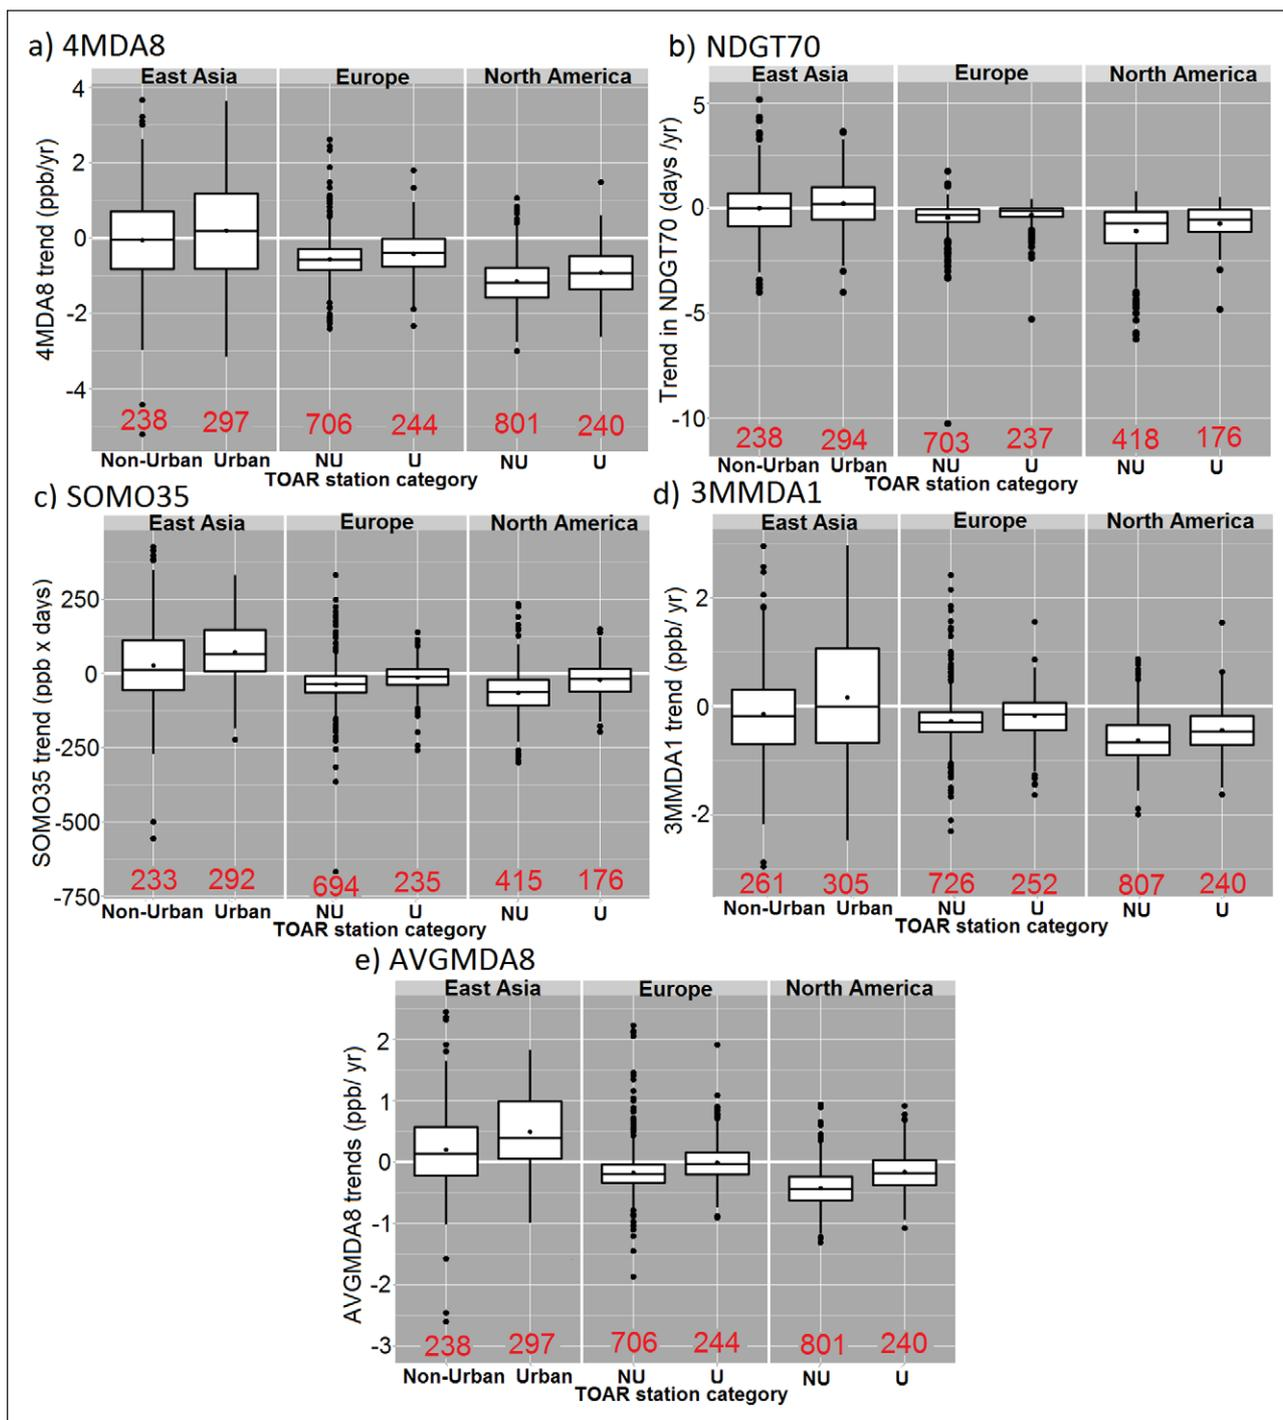 a) 4MDA8
East Asia Europe North America
4MDA8 trend (ppb/yr)
4
2
0
-2
-4
238 297 706 244 801 240
Non-Urban Urban NU U NU U
TOAR station category
b) NDGT70
East Asia Europe North America
Trend in NDGT70 (days /yr)
5
0
-5
-10
238 294 703 237 418 176
Non-Urban Urban NU U NU U
TOAR station category
c) SOMO35
East Asia Europe North America
SOMO35 trend (ppb x days)
250
0
-250
-500
-750
233 292 694 235 415 176
Non-Urban Urban NU U NU U
TOAR station category
d) 3MMDA1
East Asia Europe North America
3MMDA1 trend (ppb/ yr)
2
0
-2
261 305 726 252 807 240
Non-Urban Urban NU U NU U
TOAR station category
e) AVGMDA8
East Asia Europe North America
AVGMDA8 trends (ppb/ yr)
2
1
0
-1
-2
-3
238 297 706 244 801 240
Non-Urban Urban NU U NU U
TOAR station category